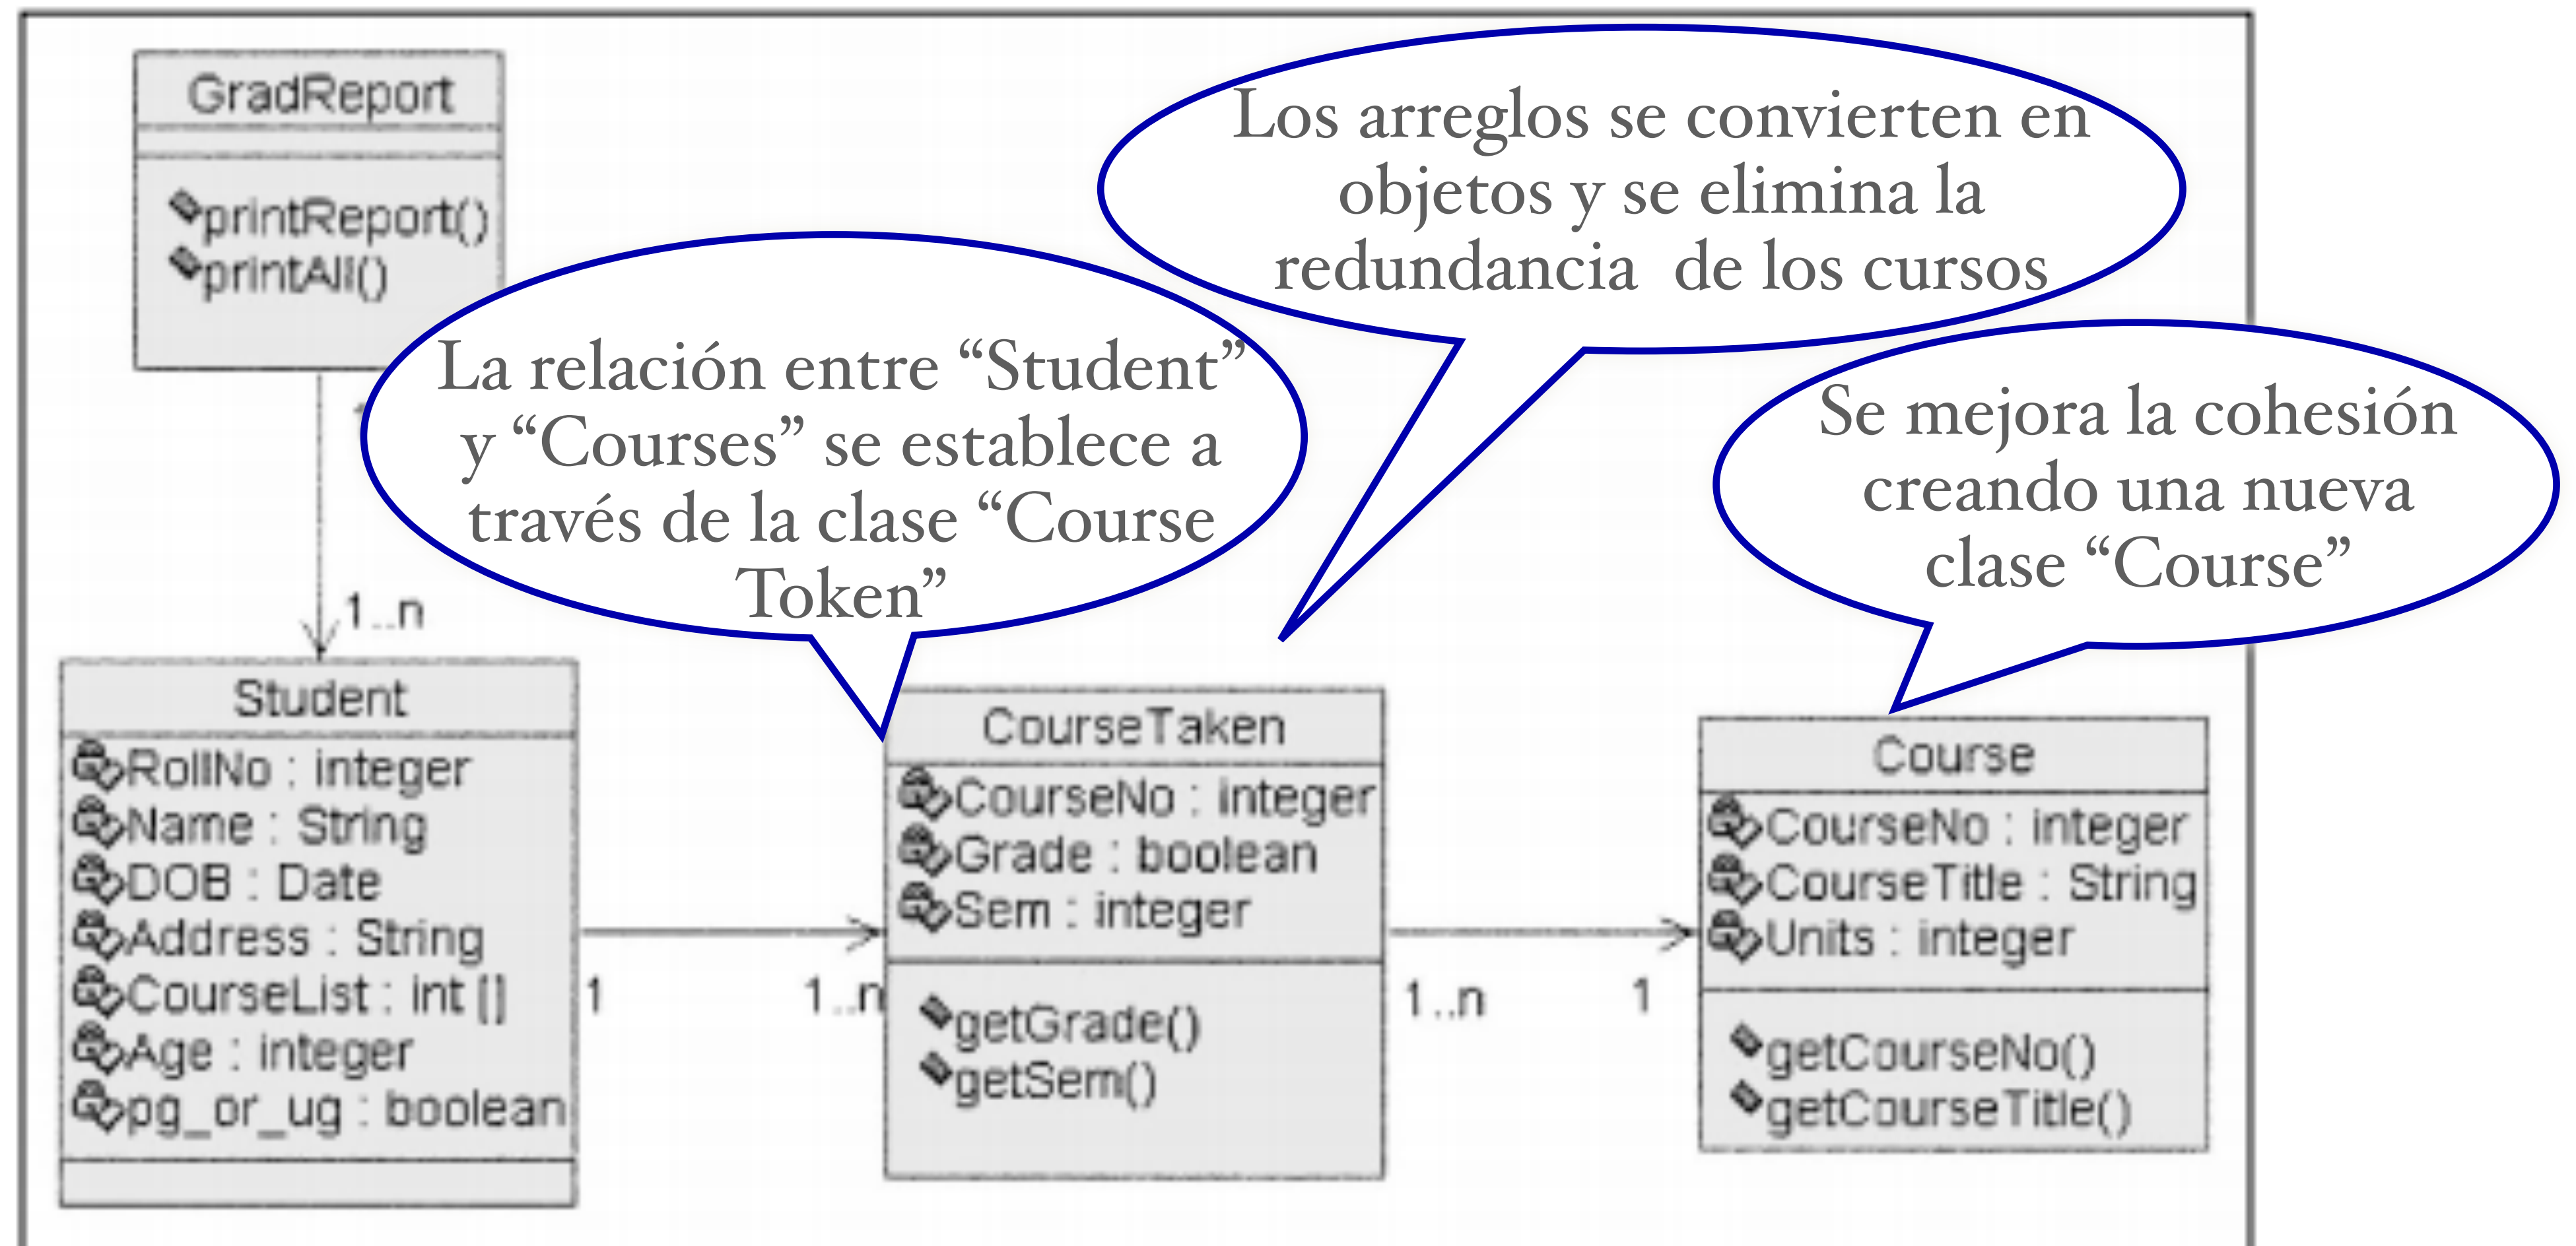 GradReport
printReport()
printAll()
Los arreglos se convierten en
objetos y se elimina la
redundancia de los cursos
La relación entre “Student”
y “Courses” se establece a
través de la clase “Course
Token”
Se mejora la cohesión
creando una nueva
clase “Course”
1..n
Student
RollNo : integer
Name : String
DOB : Date
Address : String
CourseList : int []
Age : integer
pg_or_ug : boolean
1
1..n
CourseTaken
CourseNo : integer
Grade : boolean
Sem : integer
getGrade()
getSem()
1..n
1
Course
CourseNo : integer
CourseTitle : String
Units : integer
getCourseNo()
getCourseTitle()